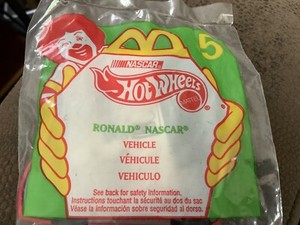 5
NASCAR
Hot Wheels
MATTEL
RONALD® NASCAR®
VEHICLE
VÉHICULE
VEHICULO
See back for safety information.
Instructions touchant la sécurité au dos du sac
Véase la información sobre seguridad al dorso.